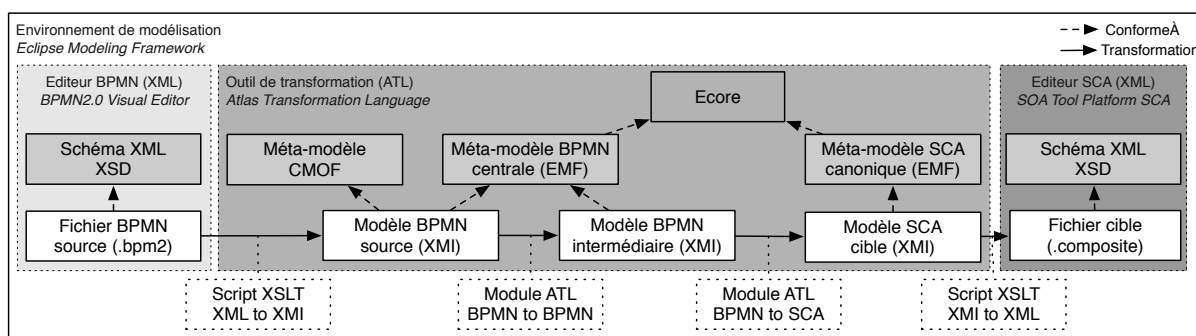 Environnement de modélisation
Eclipse Modeling Framework
ConformeÀ
Transformation
Editeur BPMN (XML)
BPMN2.0 Visual Editor
Outil de transformation (ATL)
Atlas Transformation Language
Editeur SCA (XML)
SOA Tool Platform SCA
Ecore
Schéma XML
XSD
Méta-modèle
CMOF
Méta-modèle BPMN
centrale (EMF)
Méta-modèle SCA
canonique (EMF)
Schéma XML
XSD
Fichier BPMN
source (.bpm2)
Modèle BPMN
source (XMI)
Modèle BPMN
intermédiaire (XMI)
Modèle SCA
cible (XMI)
Fichier cible
(.composite)
Script XSLT
XML to XMI
Module ATL
BPMN to BPMN
Module ATL
BPMN to SCA
Script XSLT
XMI to XML